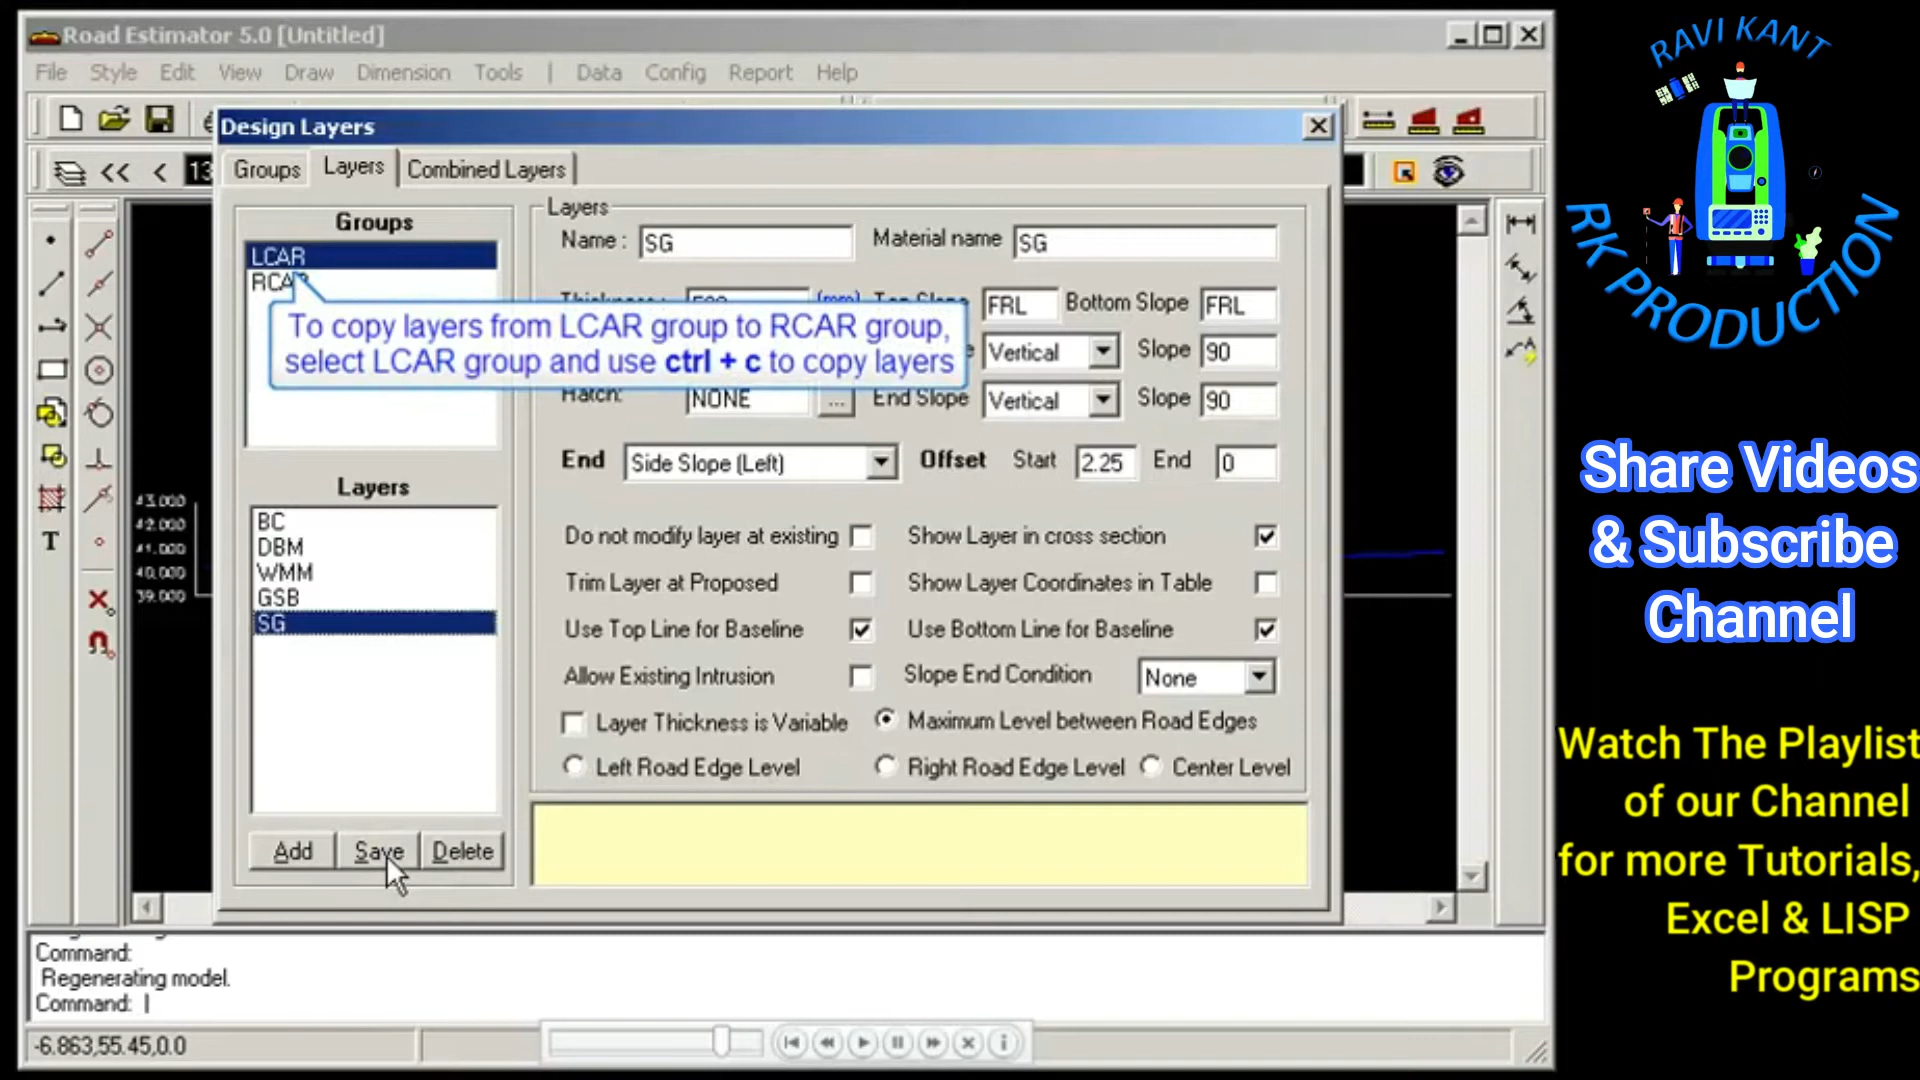 Road Estimator 5.0 [Untitled]
File Style Edit View Draw Dimension Tools | Data Config Report Help
Design Layers
<< < 13
Groups Layers Combined Layers
Groups
LCAR
RCAR
To copy layers from LCAR group to RCAR group,
select LCAR group and use ctrl + c to copy layers
Layers
BC
DBM
WMM
GSB
SG
Add Save Delete
Layers
Name : SG Material name SG
(mm) Top Slope FRL Bottom Slope FRL
Vertical Slope 90
Hatch: NONE ... End Slope Vertical Slope 90
End Side Slope (Left) Offset Start 2.25 End 0
Do not modify layer at existing Show Layer in cross section
Trim Layer at Proposed Show Layer Coordinates in Table
Use Top Line for Baseline Use Bottom Line for Baseline
Allow Existing Intrusion Slope End Condition None
Layer Thickness is Variable Maximum Level between Road Edges
Left Road Edge Level Right Road Edge Level Center Level
43.000
42.000
41.000
40.000
39.000
T
Command:
Regenerating model.
Command:
-6.863,55.45,0.0
RAVI KANT
RK PRODUCTION
Share Videos
& Subscribe
Channel
Watch The Playlist
of our Channel
for more Tutorials,
Excel & LISP
Programs